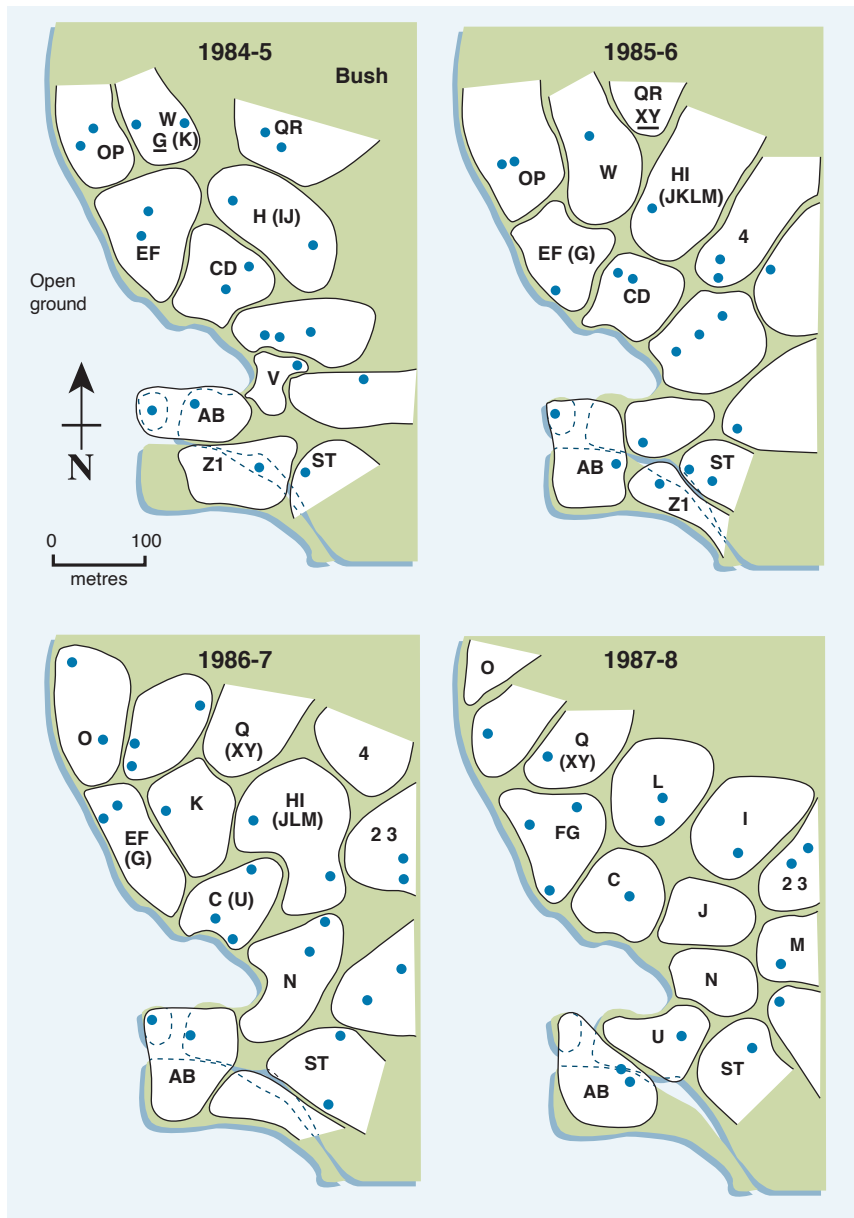 1984-5
Bush
W
G (K)
OP
QR
H (IJ)
EF
CD
Open
ground
V
AB
Z1
ST
N
0 100
metres
1985-6
QR
XY
OP
W
HI
(JKLM)
4
EF (G)
CD
AB
ST
Z1
1986-7
O
Q
(XY)
4
K
HI
(JLM)
EF
(G)
2 3
C (U)
N
ST
AB
1987-8
O
Q
(XY)
L
I
FG
2 3
C
J
M
N
U
ST
AB